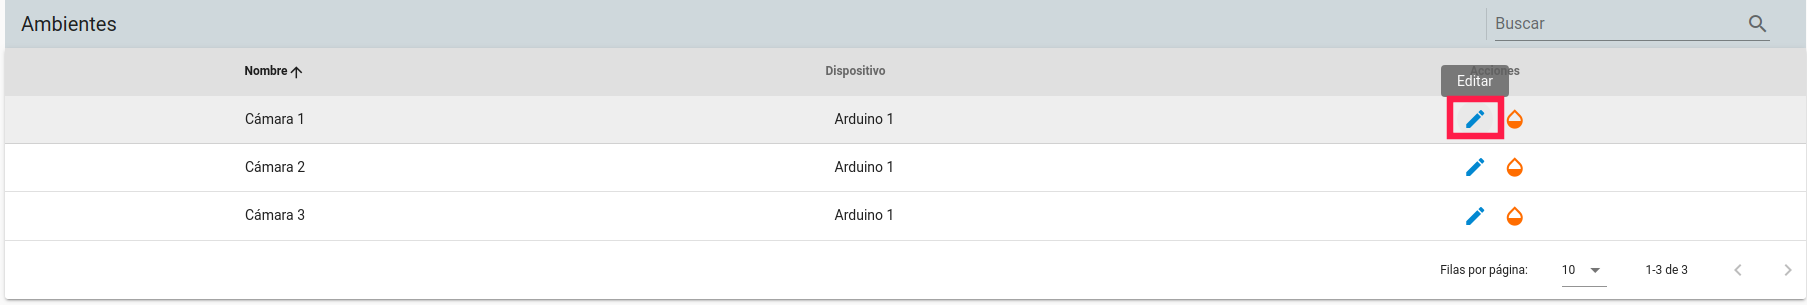 Ambientes
Buscar
Nombre Dispositivo Acciones
Editar
Cámara 1 Arduino 1
Cámara 2 Arduino 1
Cámara 3 Arduino 1
Filas por página: 10 1-3 de 3